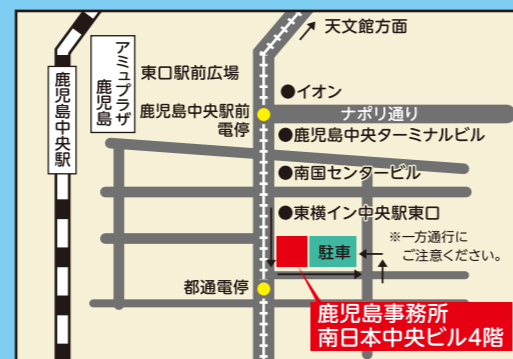 天文館方面
アミュプラザ
鹿児島
東口駅前広場
●イオン
鹿児島中央駅
鹿児島中央駅前
電停
ナポリ通り
●鹿児島中央ターミナルビル
●南国センタービル
●東横イン中央駅東口
駐車
※一方通行に
ご注意ください。
都通電停
鹿児島事務所
南日本中央ビル4階